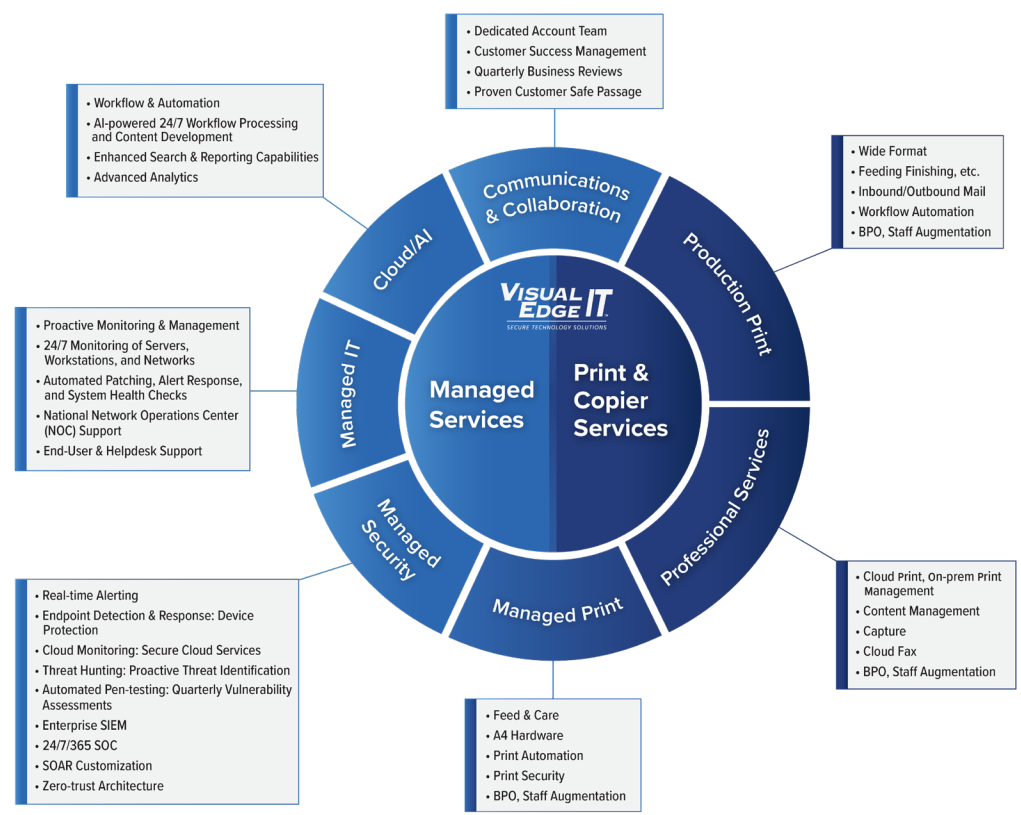 • Dedicated Account Team
• Customer Success Management
• Quarterly Business Reviews
• Proven Customer Safe Passage
• Workflow & Automation
• AI-powered 24/7 Workflow Processing
and Content Development
• Enhanced Search & Reporting Capabilities
• Advanced Analytics
• Wide Format
• Feeding Finishing, etc.
• Inbound/Outbound Mail
• Workflow Automation
• BPO, Staff Augmentation
Communications
& Collaboration
Cloud/AI
Production Print
VISUAL
EDGE IT
SECURE TECHNOLOGY SOLUTIONS
• Proactive Monitoring & Management
• 24/7 Monitoring of Servers,
Workstations, and Networks
• Automated Patching, Alert Response,
and System Health Checks
• National Network Operations Center
(NOC) Support
• End-User & Helpdesk Support
Managed IT
Managed
Services
Print &
Copier
Services
Managed
Security
Professional Services
Managed Print
• Real-time Alerting
• Endpoint Detection & Response: Device
Protection
• Cloud Monitoring: Secure Cloud Services
• Threat Hunting: Proactive Threat Identification
• Automated Pen-testing: Quarterly Vulnerability
Assessments
• Enterprise SIEM
• 24/7/365 SOC
• SOAR Customization
• Zero-trust Architecture
• Cloud Print, On-prem Print
Management
• Content Management
• Capture
• Cloud Fax
• BPO, Staff Augmentation
• Feed & Care
• A4 Hardware
• Print Automation
• Print Security
• BPO, Staff Augmentation